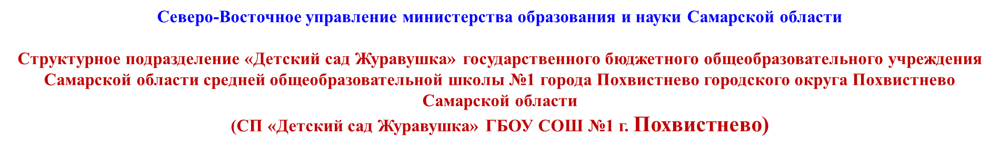 Северо-Восточное управление министерства образования и науки Самарской области
Структурное подразделение «Детский сад Журавушка» государственного бюджетного общеобразовательного учреждения
Самарской области средней общеобразовательной школы №1 города Похвистнево городского округа Похвистнево
Самарской области
(СП «Детский сад Журавушка» ГБОУ СОШ №1 г. Похвистнево)